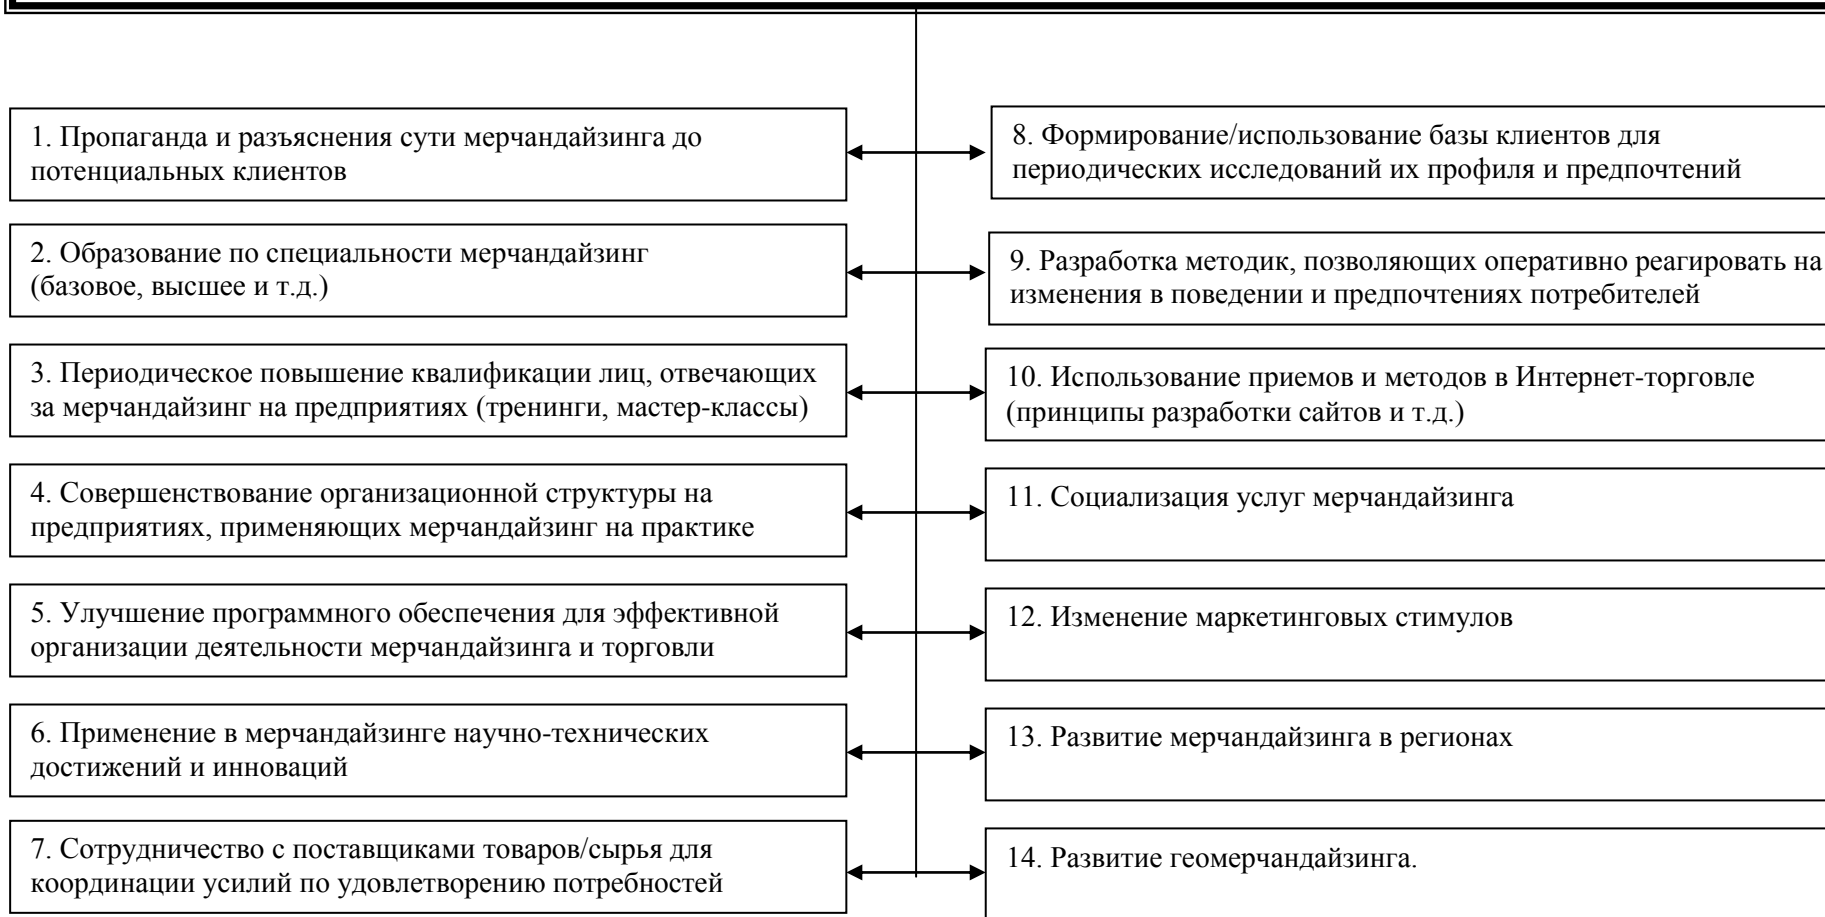 1. Пропаганда и разъяснения сути мерчандайзинга до
потенциальных клиентов
2. Образование по специальности мерчандайзинг
(базовое, высшее и т.д.)
3. Периодическое повышение квалификации лиц, отвечающих
за мерчандайзинг на предприятиях (тренинги, мастер-классы)
4. Совершенствование организационной структуры на
предприятиях, применяющих мерчандайзинг на практике
5. Улучшение программного обеспечения для эффективной
организации деятельности мерчандайзинга и торговли
6. Применение в мерчандайзинге научно-технических
достижений и инноваций
7. Сотрудничество с поставщиками товаров/сырья для
координации усилий по удовлетворению потребностей
8. Формирование/использование базы клиентов для
периодических исследований их профиля и предпочтений
9. Разработка методик, позволяющих оперативно реагировать на
изменения в поведении и предпочтениях потребителей
10. Использование приемов и методов в Интернет-торговле
(принципы разработки сайтов и т.д.)
11. Социализация услуг мерчандайзинга
12. Изменение маркетинговых стимулов
13. Развитие мерчандайзинга в регионах
14. Развитие геомерчандайзинга.